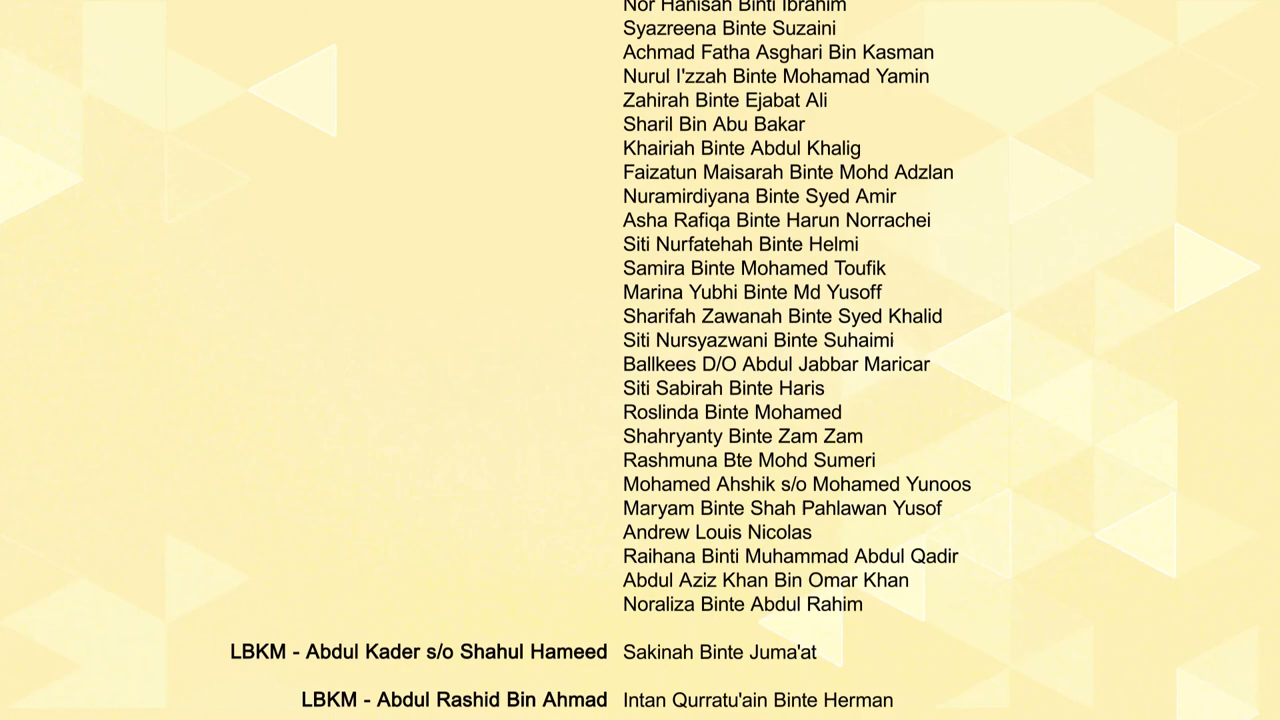 Nor Hanisah Binti Ibrahim
Syazreena Binte Suzaini
Achmad Fatha Asghari Bin Kasman
Nurul I'zzah Binte Mohamad Yamin
Zahirah Binte Ejabat Ali
Sharil Bin Abu Bakar
Khairiah Binte Abdul Khalig
Faizatun Maisarah Binte Mohd Adzlan
Nuramirdiyana Binte Syed Amir
Asha Rafiqa Binte Harun Norrachei
Siti Nurfatehah Binte Helmi
Samira Binte Mohamed Toufik
Marina Yubhi Binte Md Yusoff
Sharifah Zawanah Binte Syed Khalid
Siti Nursyazwani Binte Suhaimi
Ballkees D/O Abdul Jabbar Maricar
Siti Sabirah Binte Haris
Roslinda Binte Mohamed
Shahryanty Binte Zam Zam
Rashmuna Bte Mohd Sumeri
Mohamed Ahshik s/o Mohamed Yunoos
Maryam Binte Shah Pahlawan Yusof
Andrew Louis Nicolas
Raihana Binti Muhammad Abdul Qadir
Abdul Aziz Khan Bin Omar Khan
Noraliza Binte Abdul Rahim
LBKM - Abdul Kader s/o Shahul Hameed Sakinah Binte Juma'at
LBKM - Abdul Rashid Bin Ahmad Intan Qurratu'ain Binte Herman